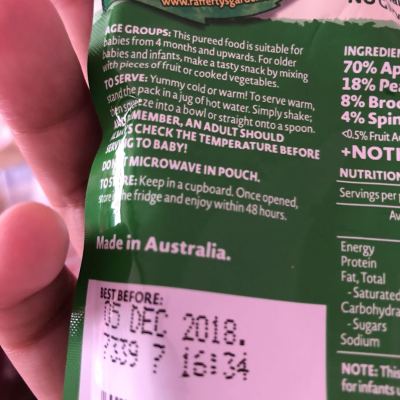 www.raffertysgarden
AGE GROUPS: This pureed food is suitable for
babies from 4 months and upwards. For older
babies and infants, make a tasty snack by mixing
with pieces of fruit or cooked vegetables.
TO SERVE: Yummy cold or warm! To serve warm,
stand the pack in a jug of hot water. Simply shake;
squeeze into a bowl or straight onto a spoon.
REMEMBER, AN ADULT SHOULD
CHECK THE TEMPERATURE BEFORE
SERVING TO BABY!
DO NOT MICROWAVE IN POUCH.
TO STORE: Keep in a cupboard. Once opened,
store in the fridge and enjoy within 48 hours.
Made in Australia.
BEST BEFORE:
05 DEC 2018.
7339 7 16:34
INGREDIEN
70% Ap
18% Pe
8% Broc
4% Spin
<0.5% Fruit Ac
+NOTH
NUTRITION
Servings per p
Av
Energy
Protein
Fat, Total
- Saturated
Carbohydra
- Sugars
Sodium
NOTE: This
for infants u